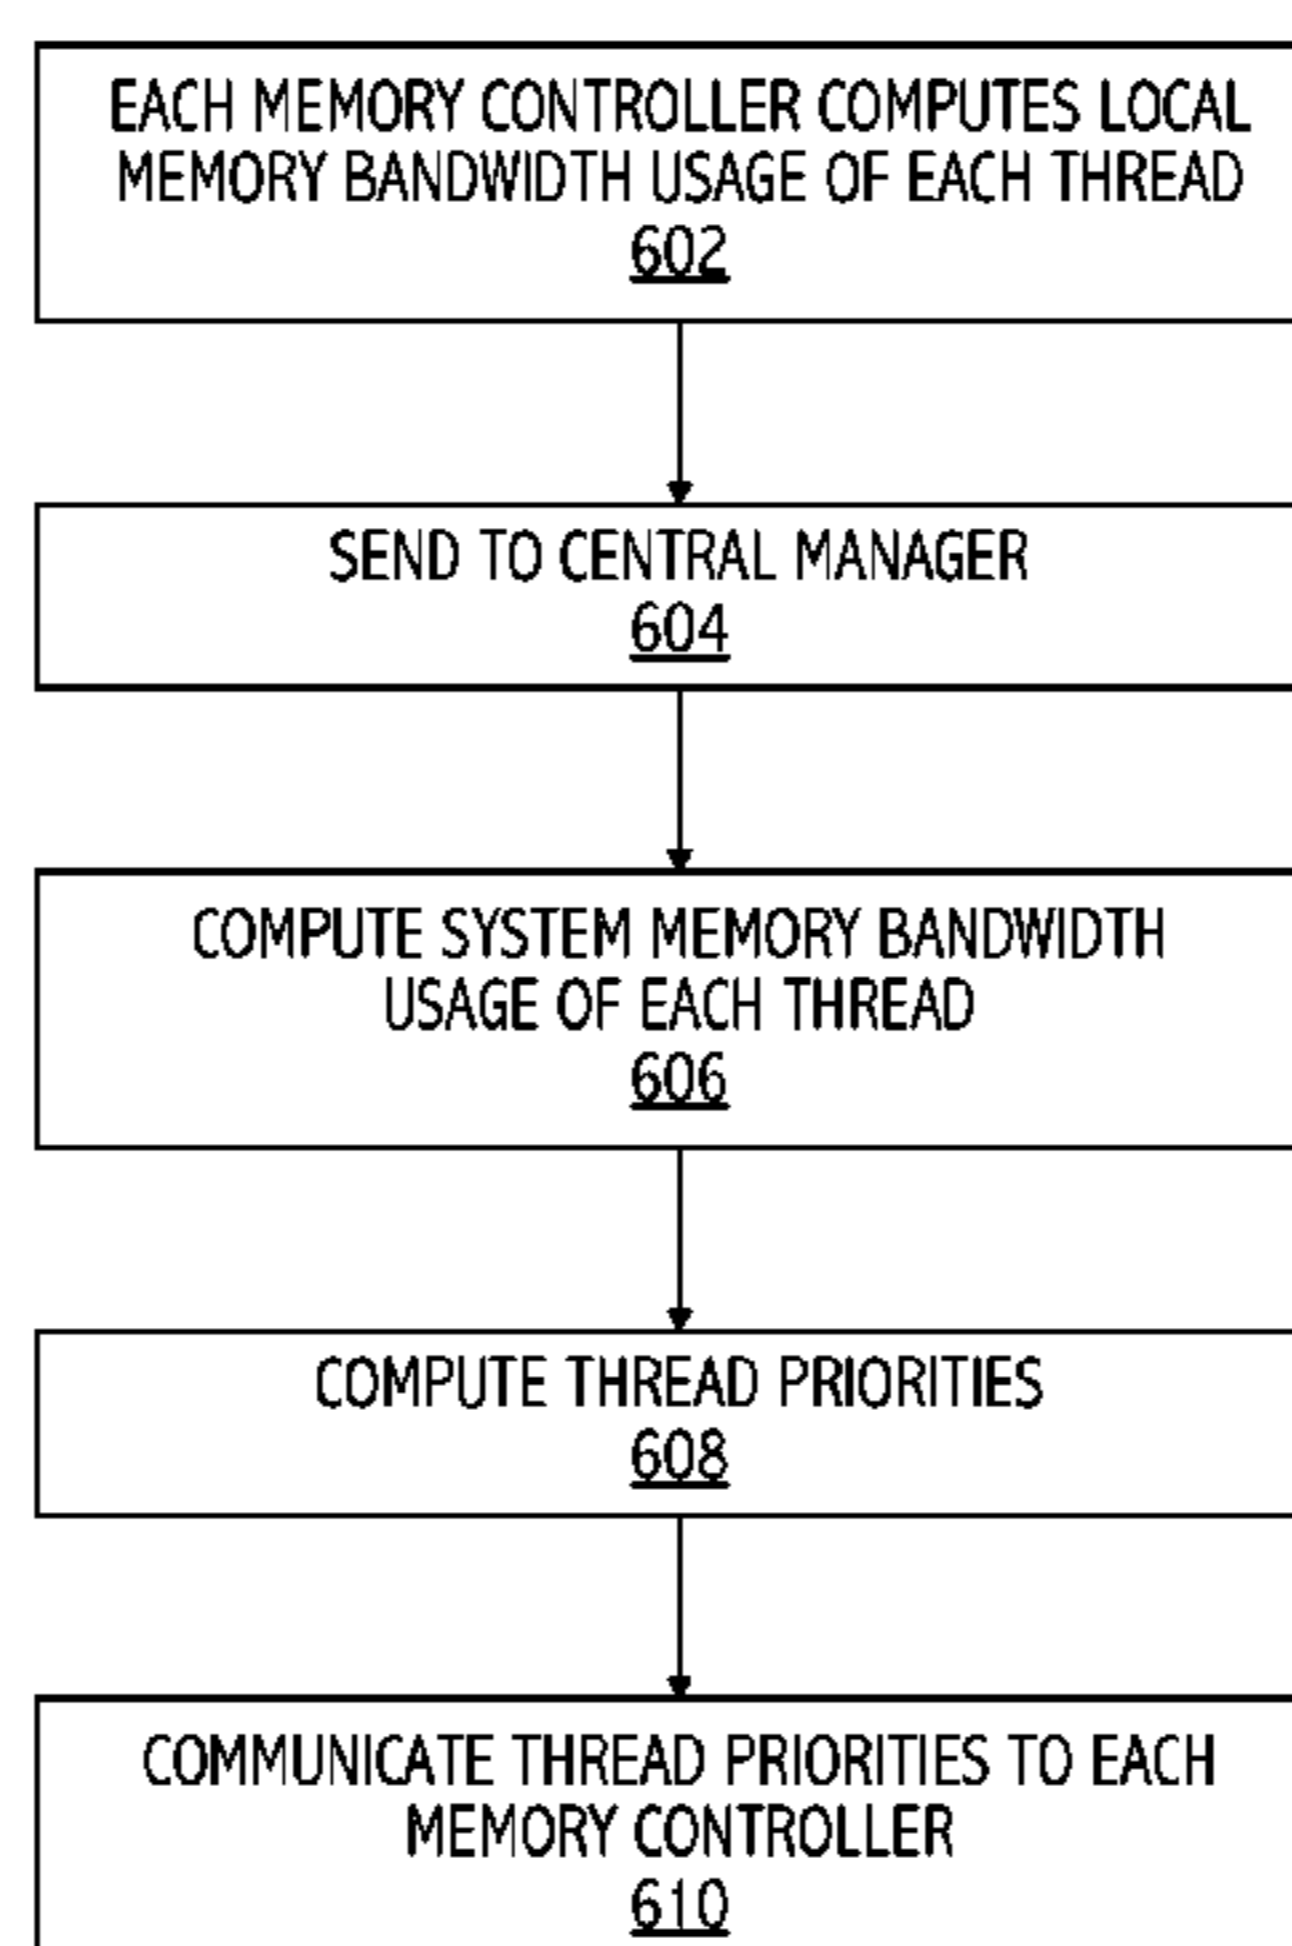 EACH MEMORY CONTROLLER COMPUTES LOCAL
MEMORY BANDWIDTH USAGE OF EACH THREAD
602
SEND TO CENTRAL MANAGER
604
COMPUTE SYSTEM MEMORY BANDWIDTH
USAGE OF EACH THREAD
606
COMPUTE THREAD PRIORITIES
608
COMMUNICATE THREAD PRIORITIES TO EACH
MEMORY CONTROLLER
610